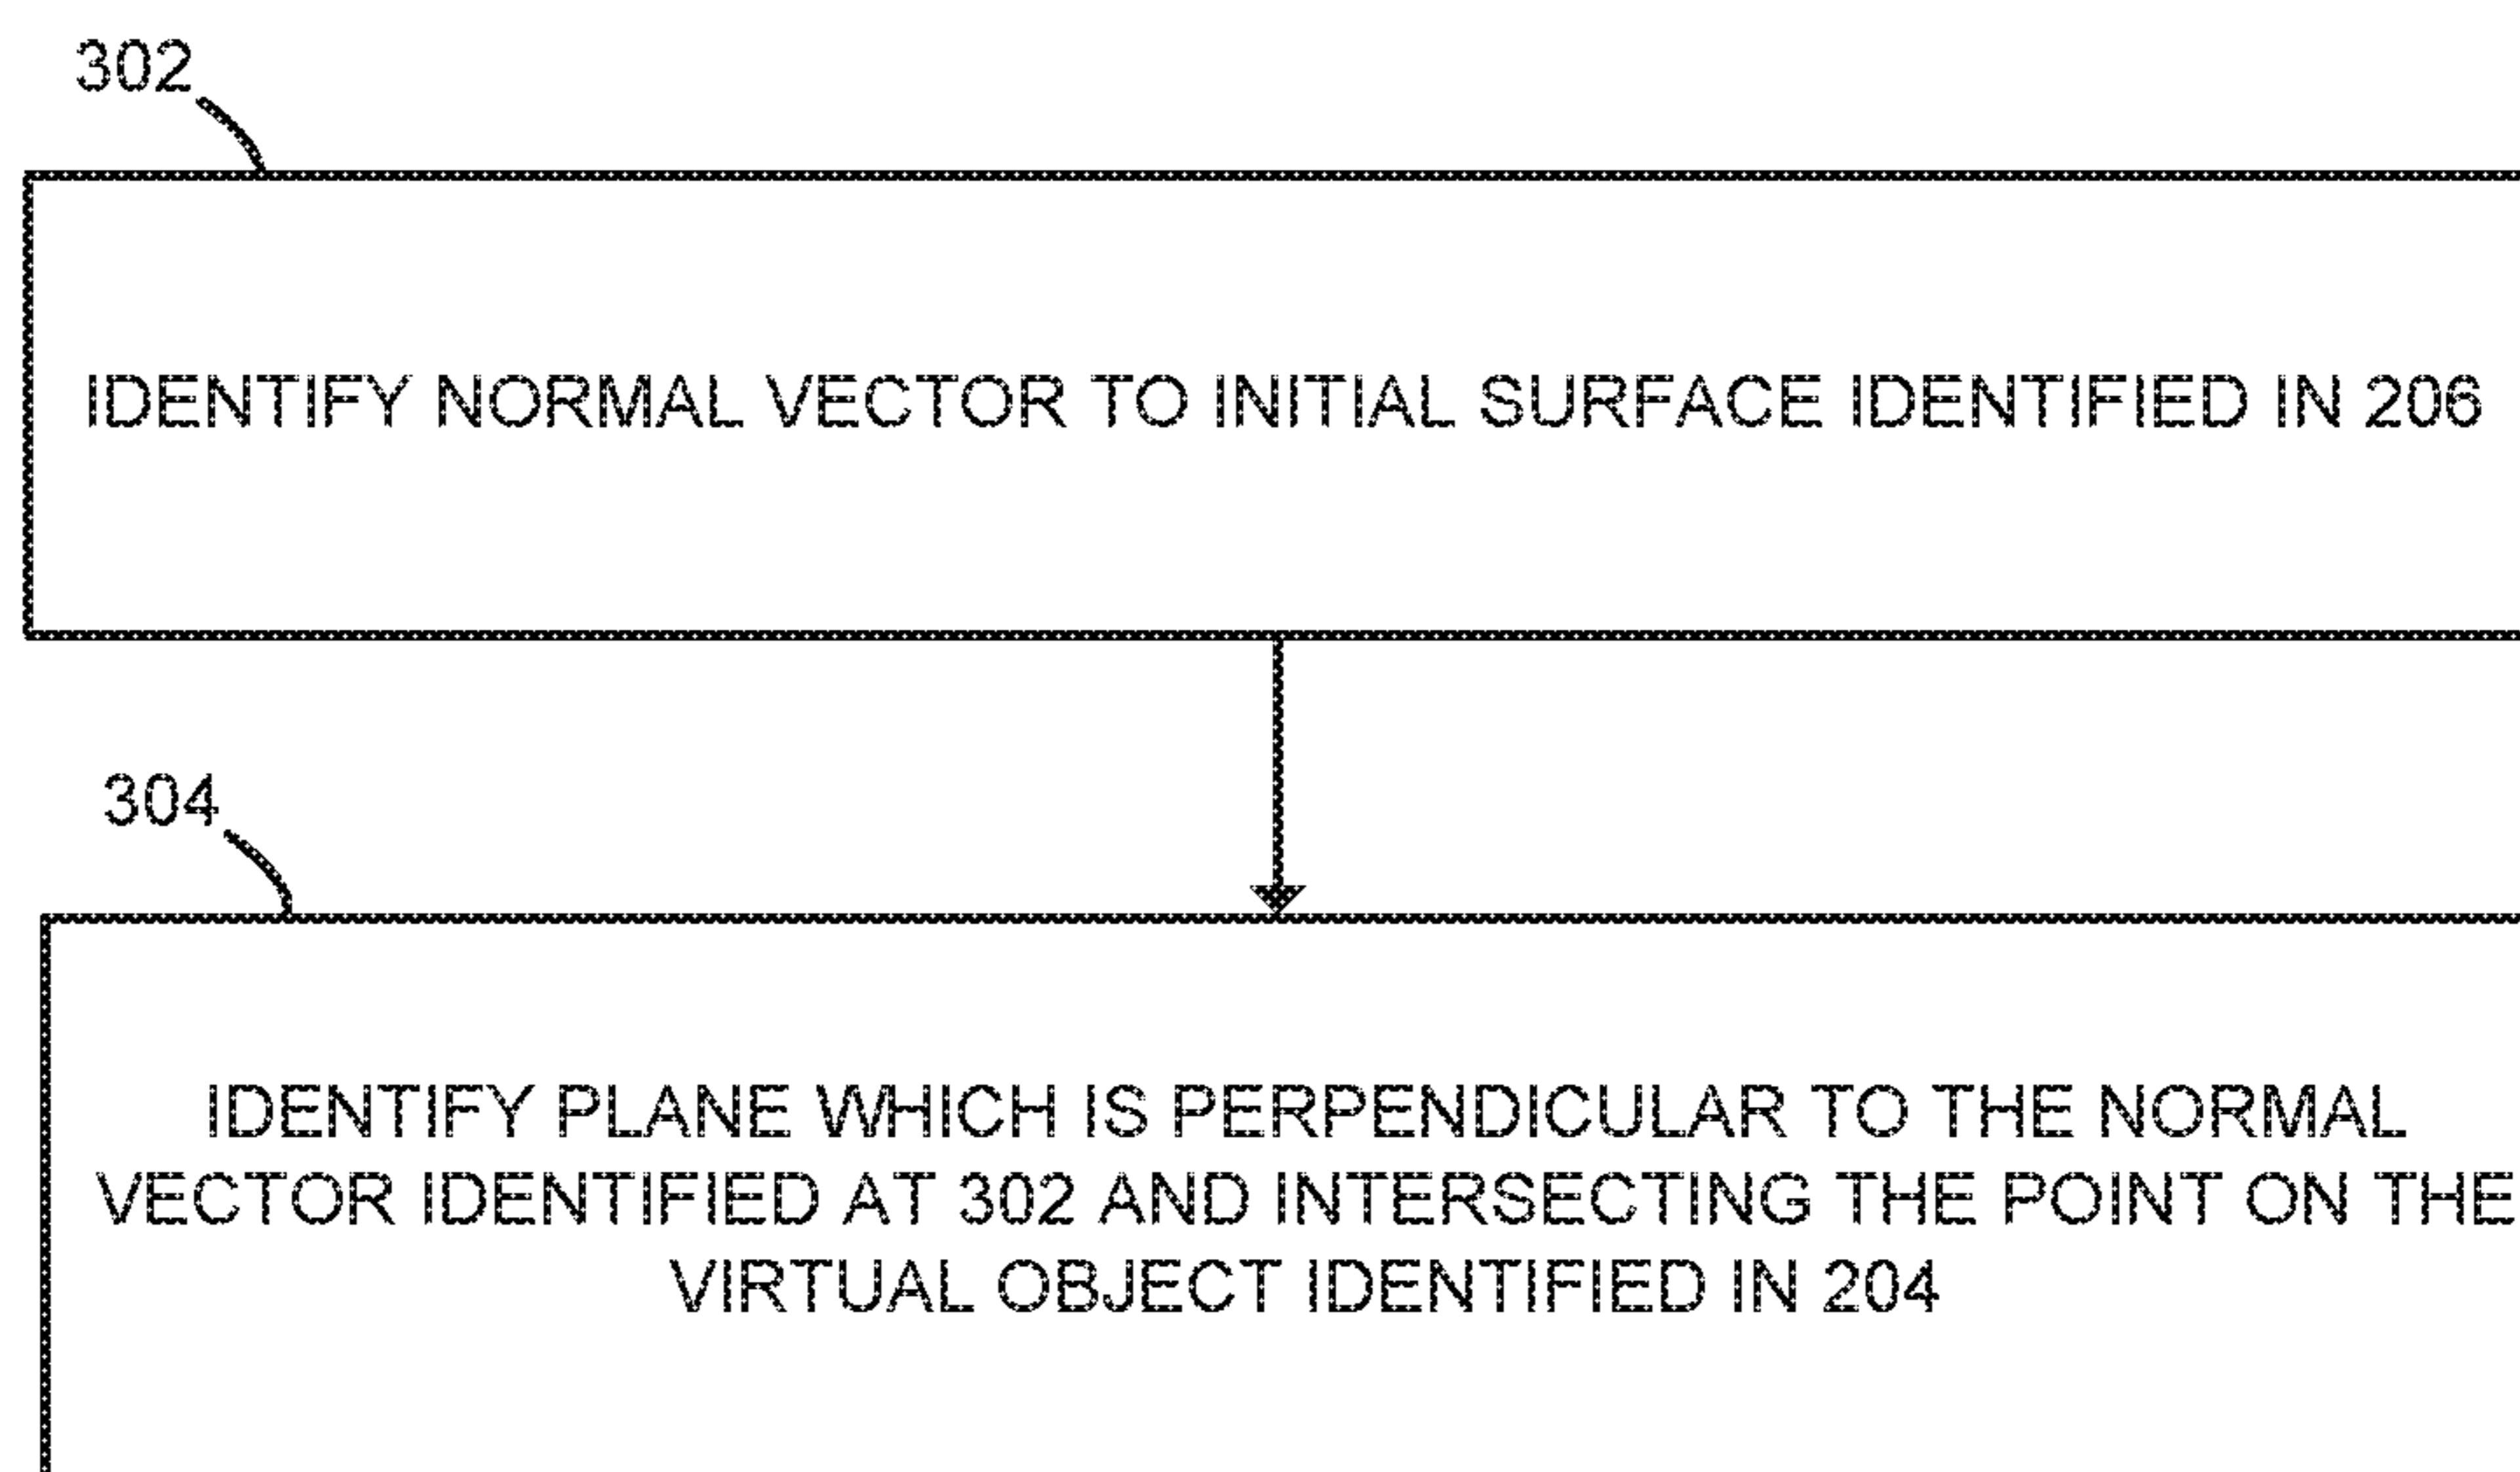 302
IDENTIFY NORMAL VECTOR TO INITIAL SURFACE IDENTIFIED IN 206
304
IDENTIFY PLANE WHICH IS PERPENDICULAR TO THE NORMAL
VECTOR IDENTIFIED AT 302 AND INTERSECTING THE POINT ON THE
VIRTUAL OBJECT IDENTIFIED IN 204